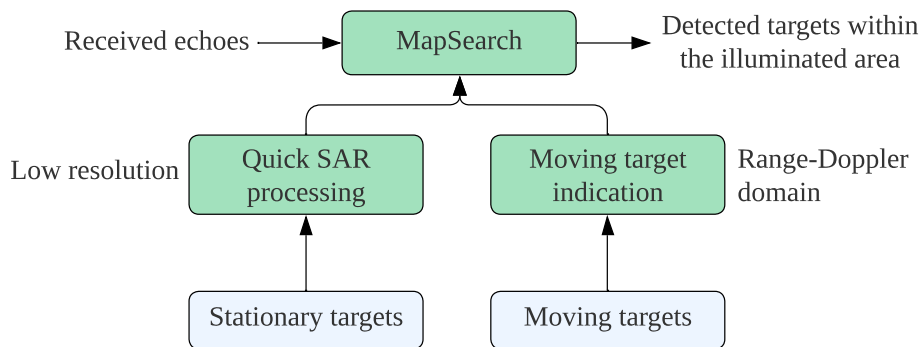 Received echoes
MapSearch
Detected targets within
the illuminated area
Low resolution
Quick SAR
processing
Moving target
indication
Range-Doppler
domain
Stationary targets
Moving targets